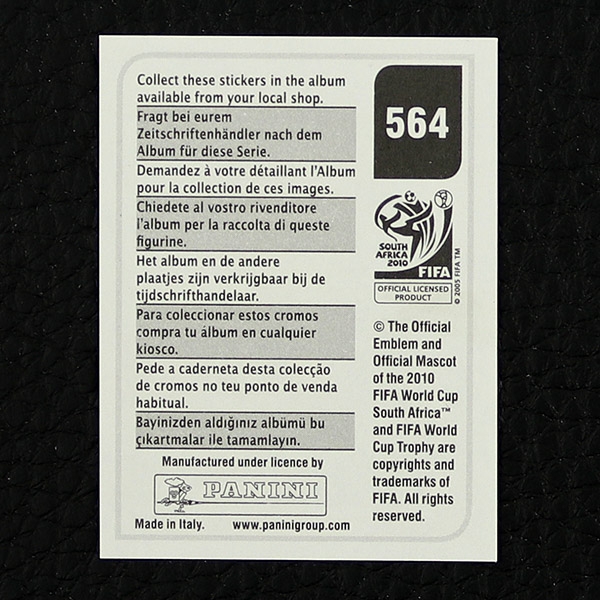 Collect these stickers in the album
available from your local shop.
Fragt bei eurem
Zeitschriftenhändler nach dem
Album für diese Serie.
Demandez à votre détaillant l'Album
pour la collection de ces images.
Chiedete al vostro rivenditore
l'album per la raccolta di queste
figurine.
Het album en de andere
plaatjes zijn verkrijgbaar bij de
tijdschrifthandelaar.
Para coleccionar estos cromos
compra tu álbum en cualquier
kiosco.
Pede a caderneta desta colecção
de cromos no teu ponto de venda
habitual.
Bayinizden aldığınız albümü bu
çıkartmalar ile tamamlayın.
Manufactured under licence by
PANINI
Made in Italy.
www.paninigroup.com
564
SOUTH
AFRICA
2010
FIFA
© 2005 FIFA TM
OFFICIAL LICENSED
PRODUCT
© The Official
Emblem and
Official Mascot
of the 2010
FIFA World Cup
South Africa™
and FIFA World
Cup Trophy are
copyrights and
trademarks of
FIFA. All rights
reserved.